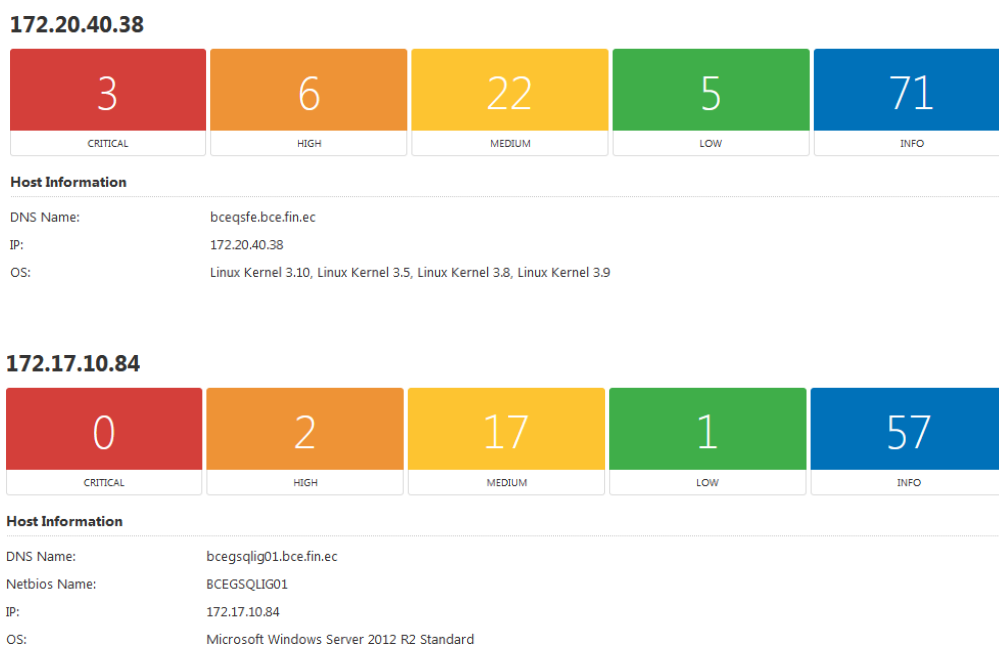 172.20.40.38
3 6 22 5 71
CRITICAL HIGH MEDIUM LOW INFO
Host Information
DNS Name: bceqsfe.bce.fin.ec
IP: 172.20.40.38
OS: Linux Kernel 3.10, Linux Kernel 3.5, Linux Kernel 3.8, Linux Kernel 3.9
172.17.10.84
0 2 17 1 57
CRITICAL HIGH MEDIUM LOW INFO
Host Information
DNS Name: bcegsqlig01.bce.fin.ec
Netbios Name: BCEGSQLIG01
IP: 172.17.10.84
OS: Microsoft Windows Server 2012 R2 Standard